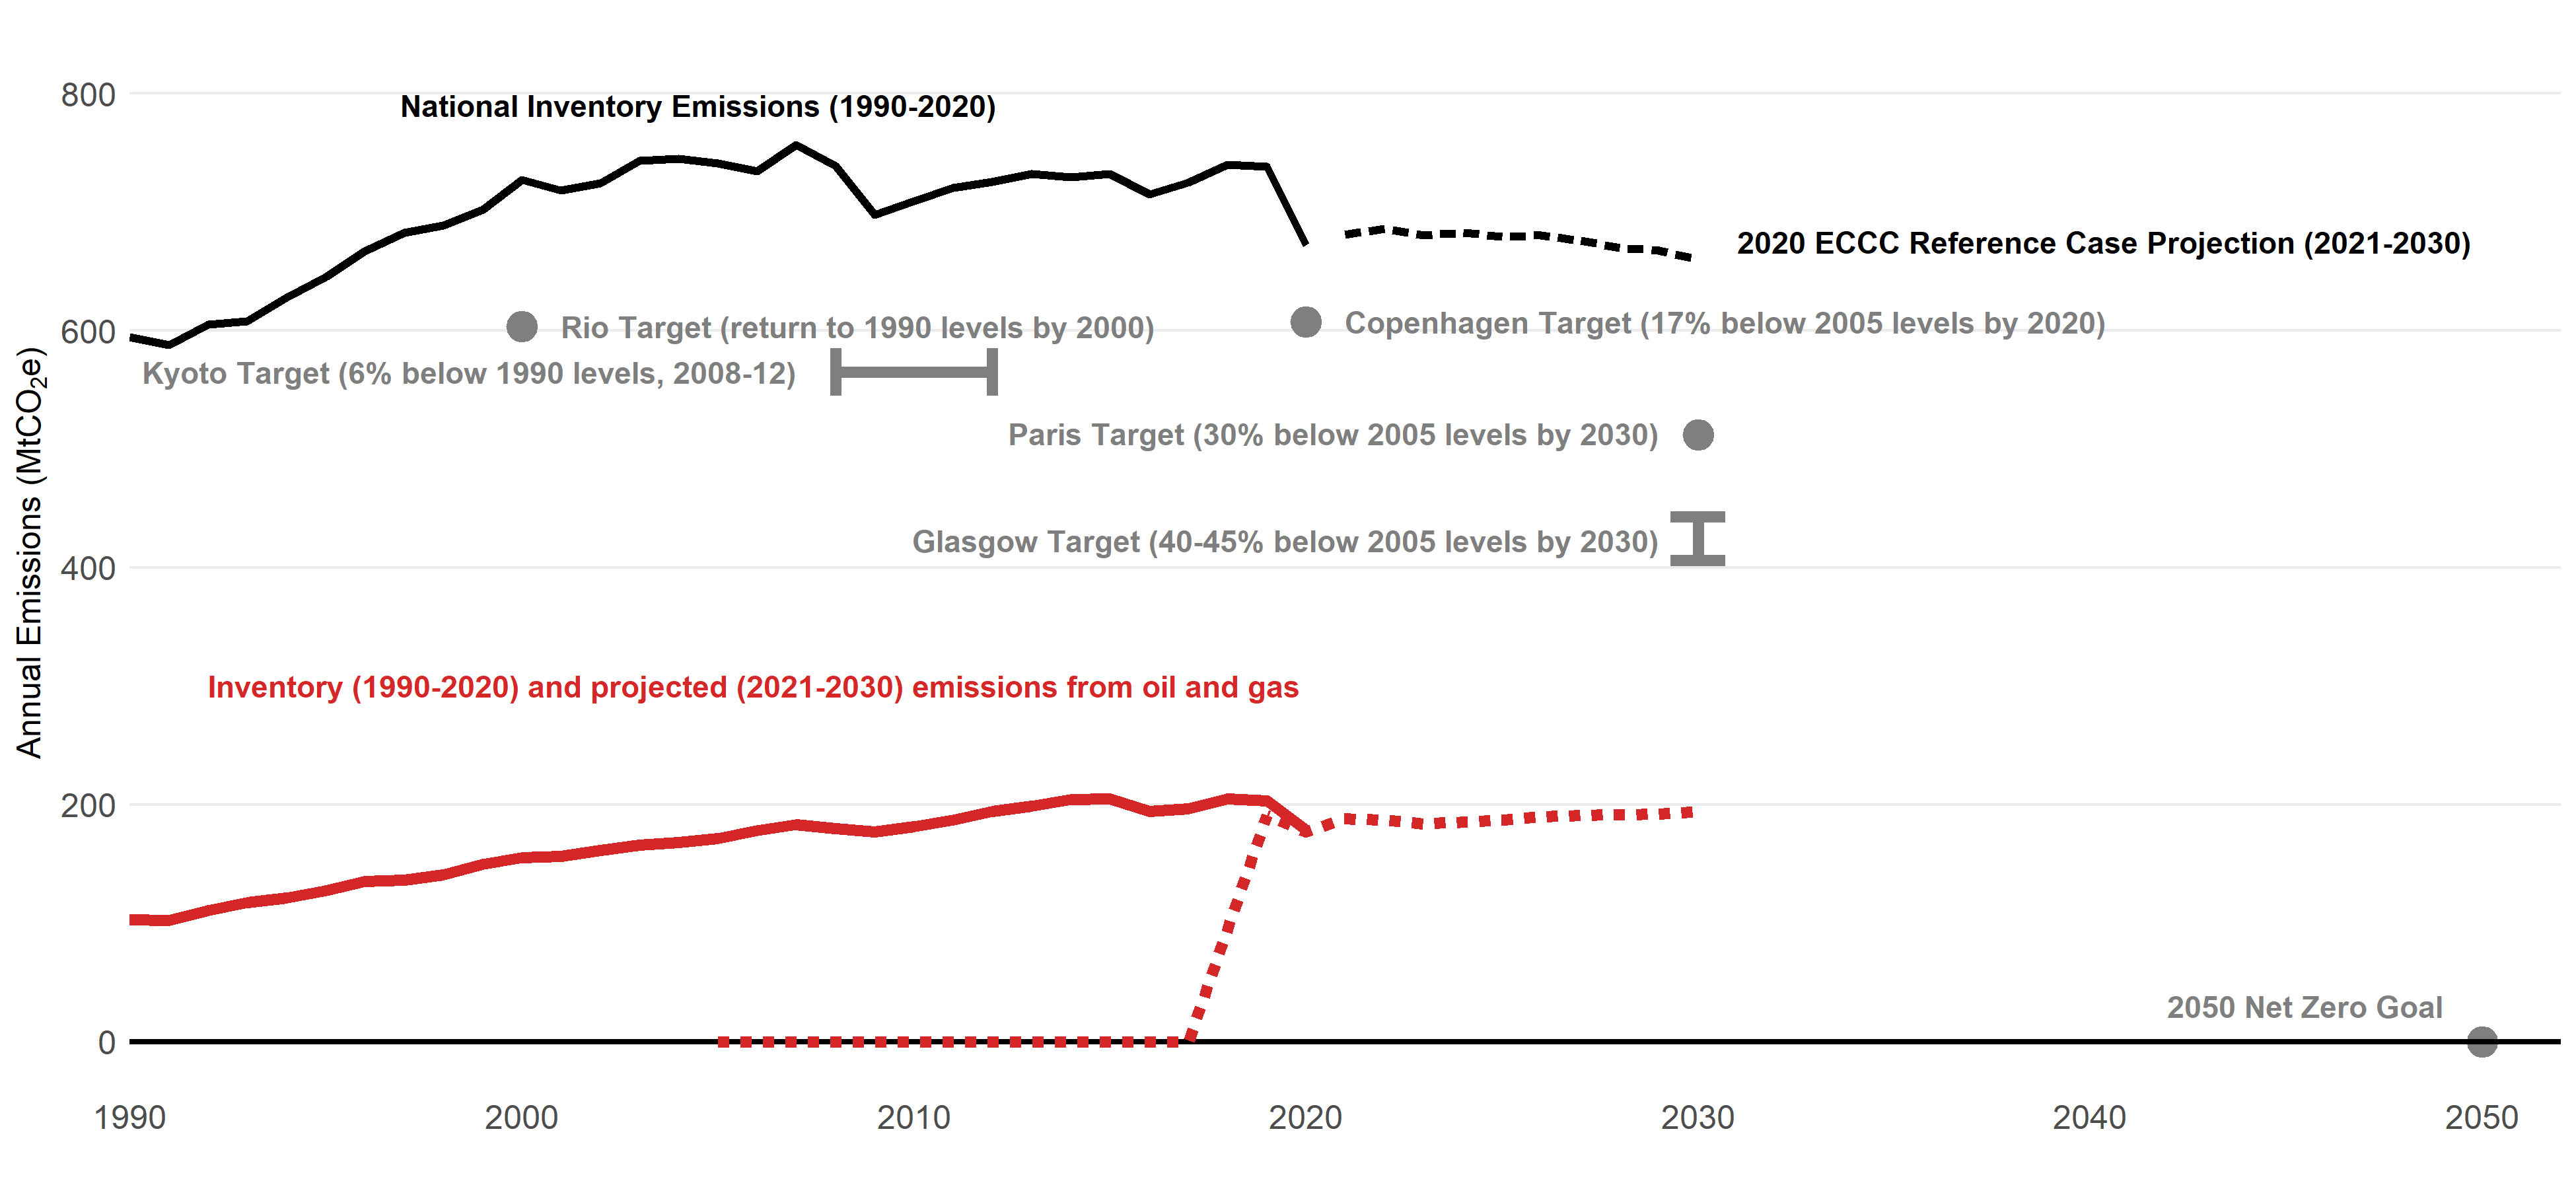 800
National Inventory Emissions (1990-2020)
2020 ECCC Reference Case Projection (2021-2030)
600
Rio Target (return to 1990 levels by 2000)
Copenhagen Target (17% below 2005 levels by 2020)
Kyoto Target (6% below 1990 levels, 2008-12)
Paris Target (30% below 2005 levels by 2030)
Glasgow Target (40-45% below 2005 levels by 2030)
400
Annual Emissions (MtCO₂e)
Inventory (1990-2020) and projected (2021-2030) emissions from oil and gas
200
2050 Net Zero Goal
0
1990 2000 2010 2020 2030 2040 2050